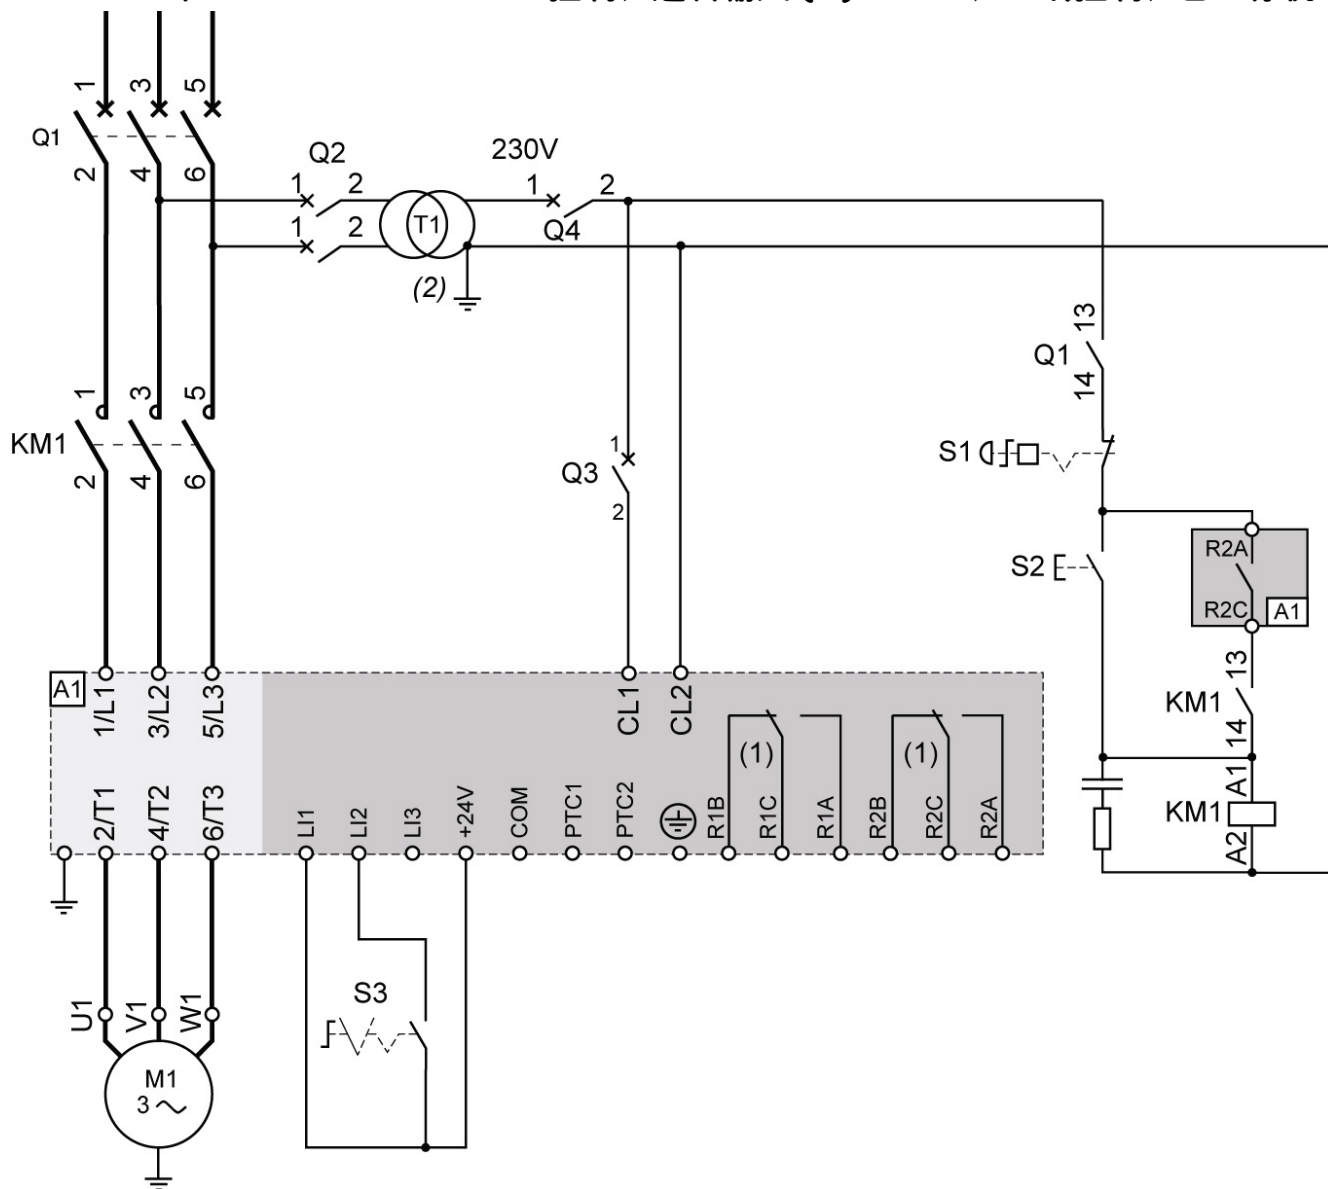 1
3
5
Q1
2
4
6
Q2
1
2
1
2
T1
(2)
230V
1
2
Q4
13
Q1
14
1
3
5
KM1
2
4
6
1
Q3
2
S1
S2
R2A
R2C
A1
13
KM1
14
A1
KM1
A2
A1
1/L1
3/L2
5/L3
CL1
CL2
(1)
(1)
2/T1
4/T2
6/T3
LI1
LI2
LI3
+24V
COM
PTC1
PTC2
R1B
R1C
R1A
R2B
R2C
R2A
S3
U1
V1
W1
M1
3